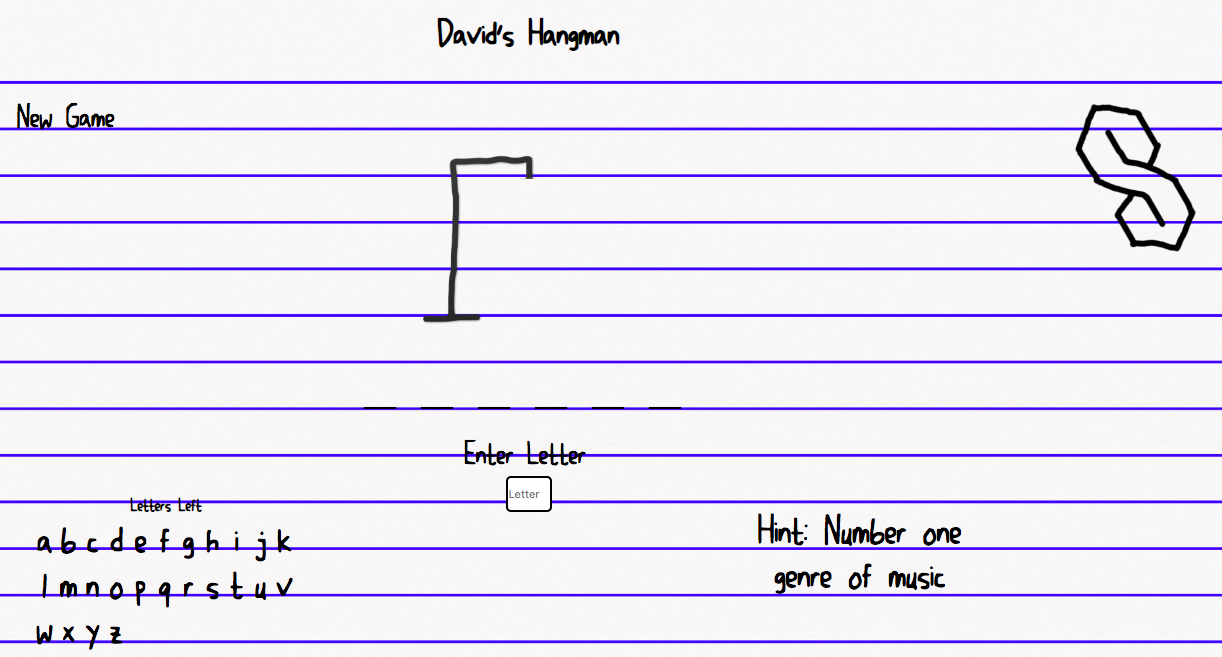 David's Hangman
New Game
Enter Letter
Letter
Letters Left
a b c d e f g h i j k
l m n o p q r s t u v
w x y z
Hint: Number one
genre of music